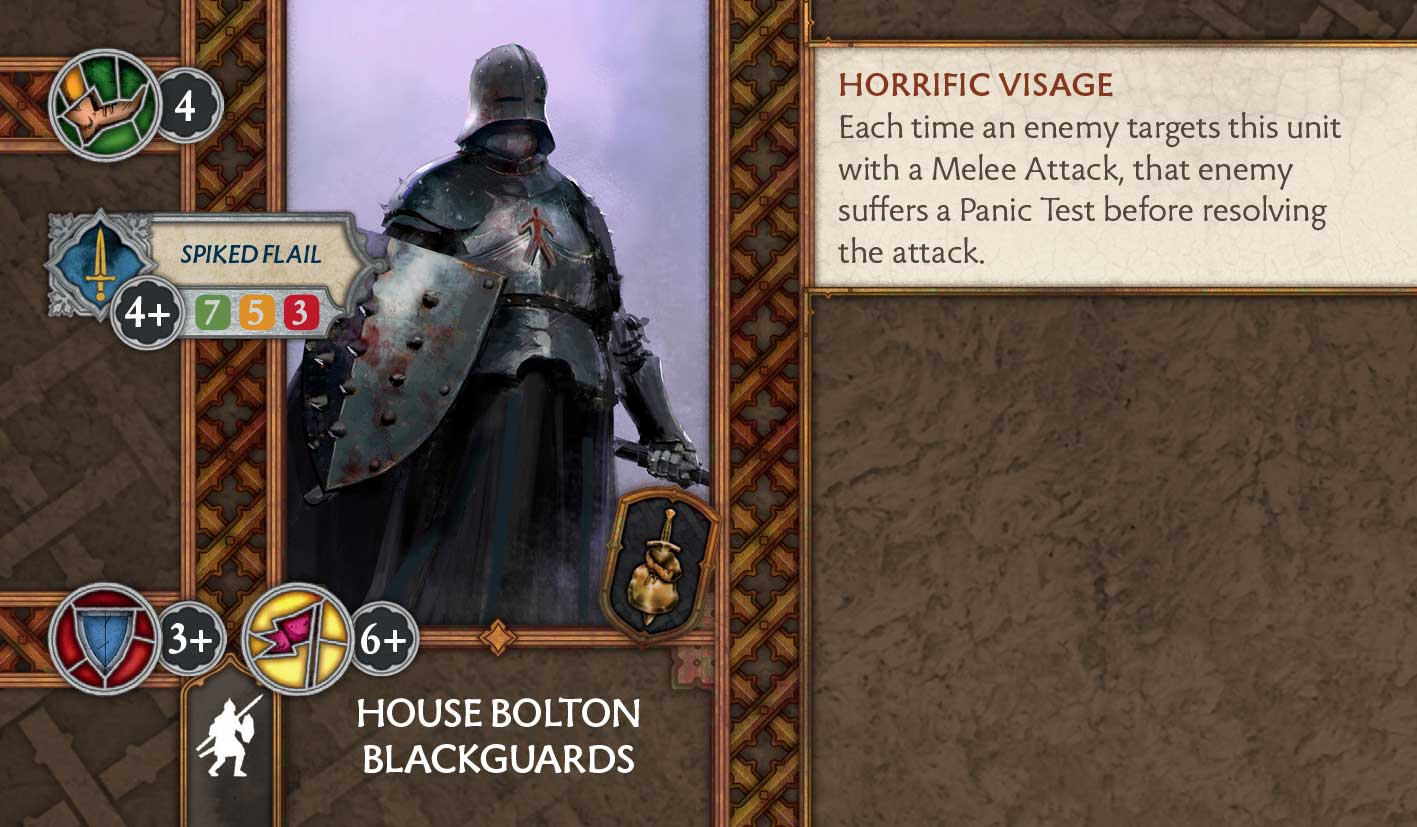 4
SPIKED FLAIL
4+ 7 5 3
3+ 6+
HOUSE BOLTON
BLACKGUARDS
HORRIFIC VISAGE
Each time an enemy targets this unit
with a Melee Attack, that enemy
suffers a Panic Test before resolving
the attack.